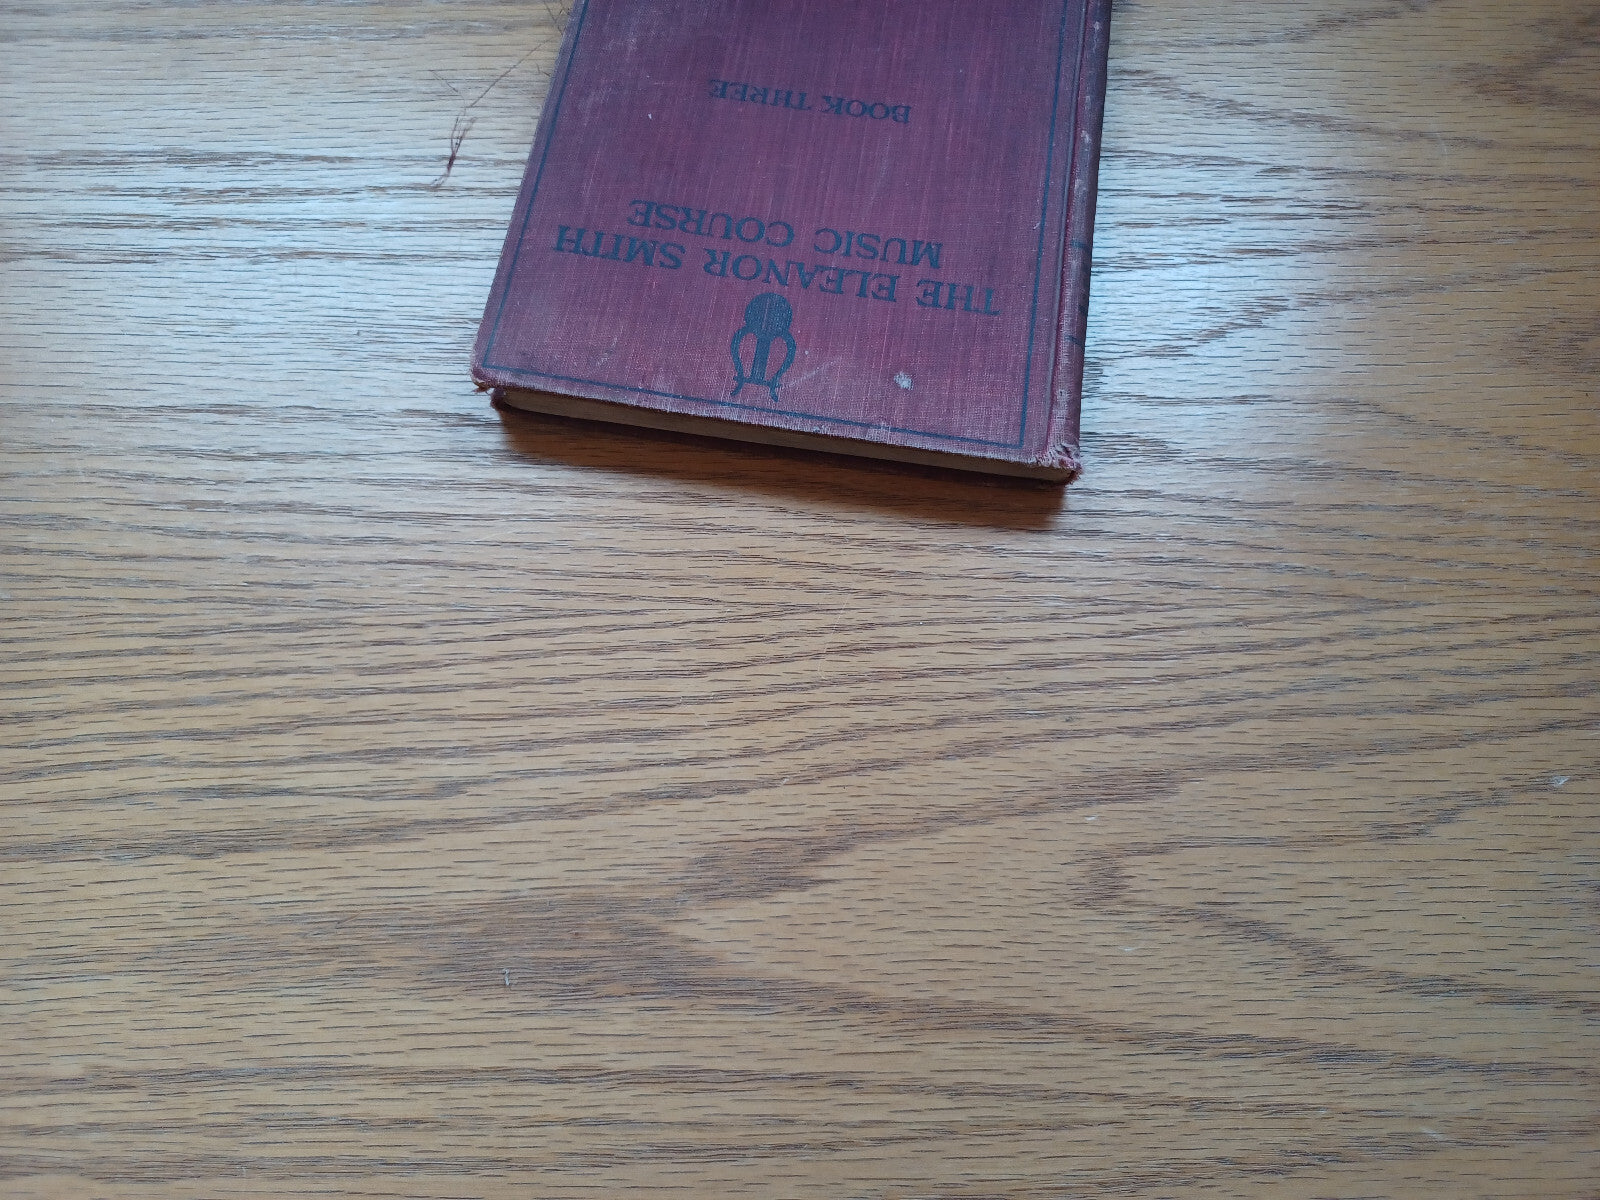 THE ELEANOR SMITH
MUSIC COURSE
BOOK THREE